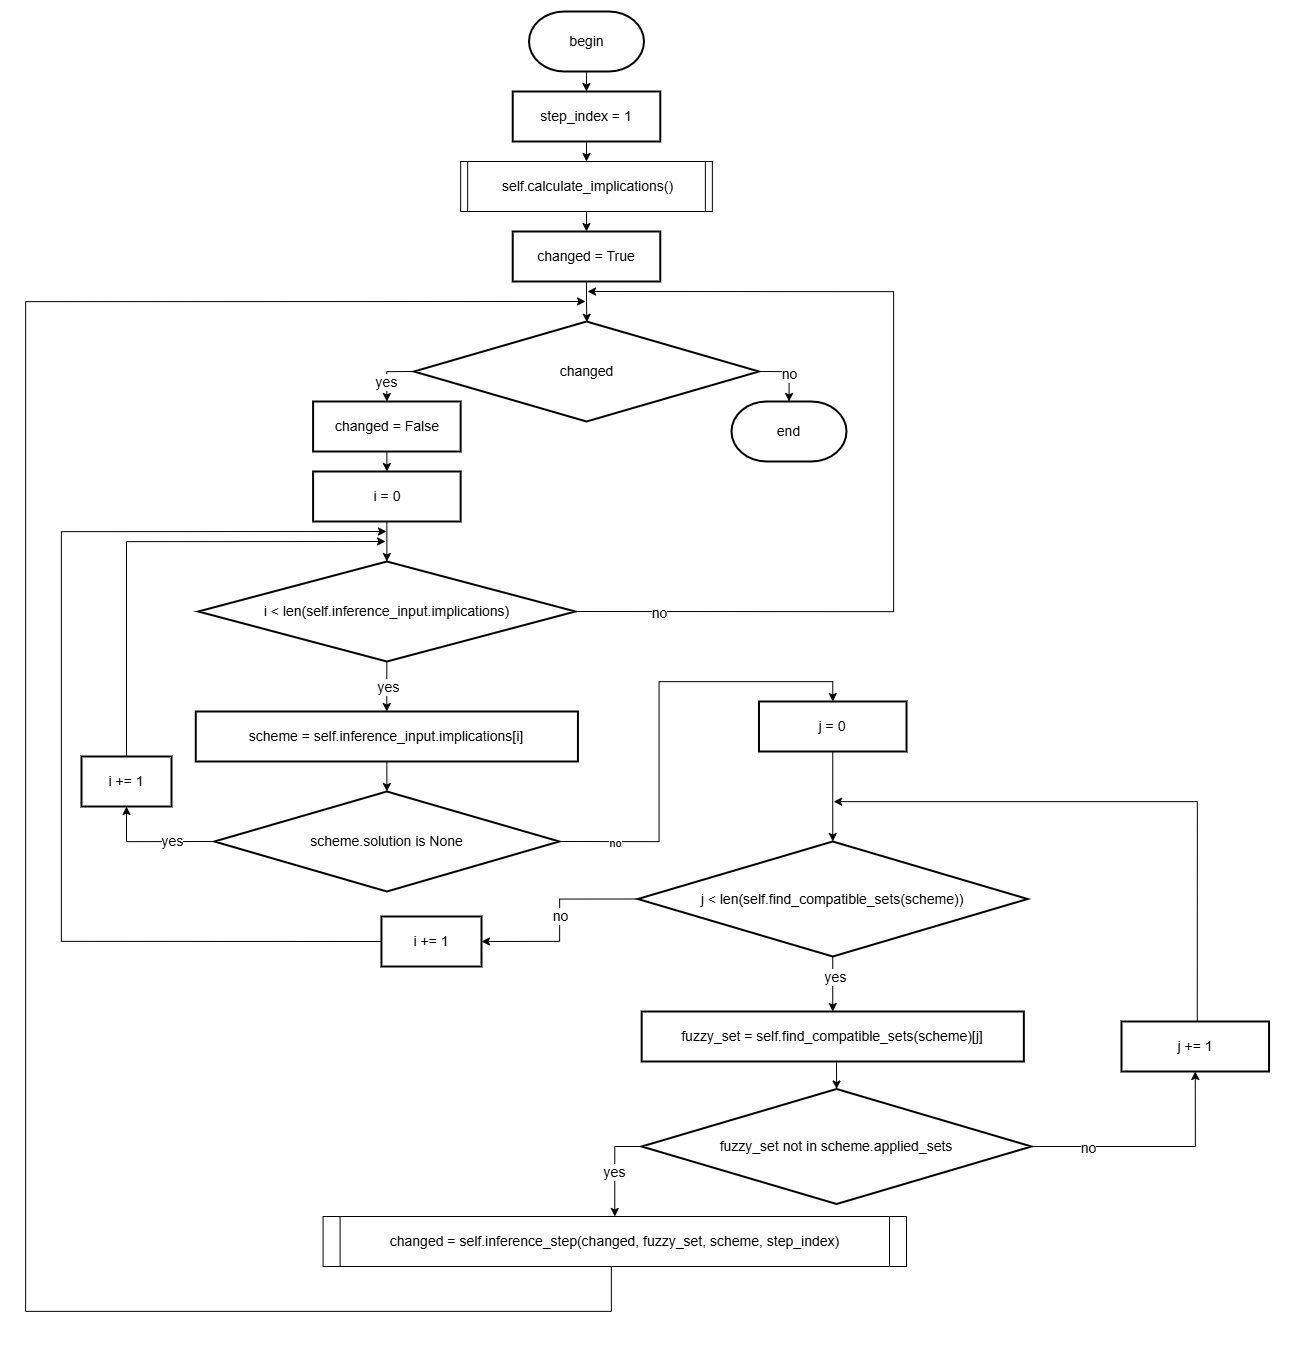 begin
step_index = 1
self.calculate_implications()
changed = True
changed
yes
no
changed = False
end
i = 0
i < len(self.inference_input.implications)
no
yes
scheme = self.inference_input.implications[i]
j = 0
i += 1
scheme.solution is None
yes
no
j < len(self.find_compatible_sets(scheme))
no
i += 1
yes
fuzzy_set = self.find_compatible_sets(scheme)[j]
j += 1
fuzzy_set not in scheme.applied_sets
no
yes
changed = self.inference_step(changed, fuzzy_set, scheme, step_index)